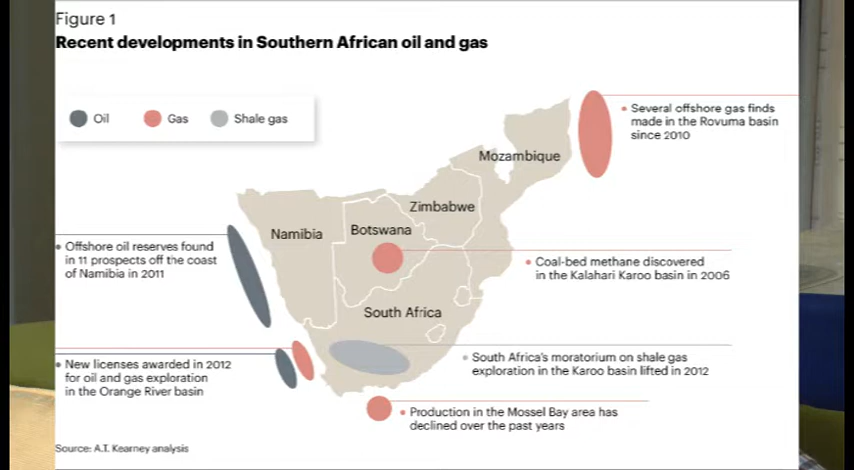 Figure 1
Recent developments in Southern African oil and gas
Oil
Gas
Shale gas
• Several offshore gas finds
made in the Rovuma basin
since 2010
Mozambique
Zimbabwe
Namibia
Botswana
• Offshore oil reserves found
in 11 prospects off the coast
of Namibia in 2011
• Coal-bed methane discovered
in the Kalahari Karoo basin in 2006
South Africa
• New licenses awarded in 2012
for oil and gas exploration
in the Orange River basin
• South Africa's moratorium on shale gas
exploration in the Karoo basin lifted in 2012
• Production in the Mossel Bay area has
declined over the past years
Source: A.T. Kearney analysis